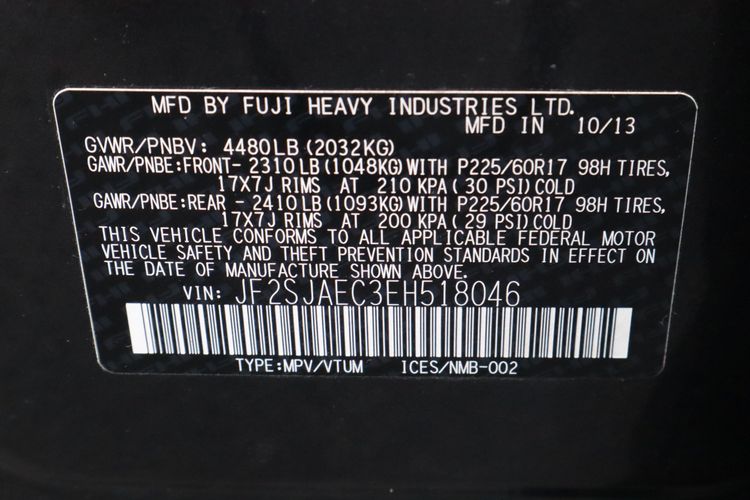 MFD BY FUJI HEAVY INDUSTRIES LTD.
MFD IN 10/13
GVWR/PNBV: 4480LB(2032KG)
GAWR/PNBE:FRONT- 2310LB(1048KG)WITH P225/60R17 98H TIRES,
17X7J RIMS AT 210 KPA(30 PSI)COLD
GAWR/PNBE:REAR - 2410LB(1093KG)WITH P225/60R17 98H TIRES,
17X7J RIMS AT 200 KPA(29 PSI)COLD
THIS VEHICLE CONFORMS TO ALL APPLICABLE FEDERAL MOTOR
VEHICLE SAFETY AND THEFT PREVENTION STANDARDS IN EFFECT ON
THE DATE OF MANUFACTURE SHOWN ABOVE.
VIN: JF2SJAEC3EH518046
TYPE:MPV/VTUM ICES/NMB-002